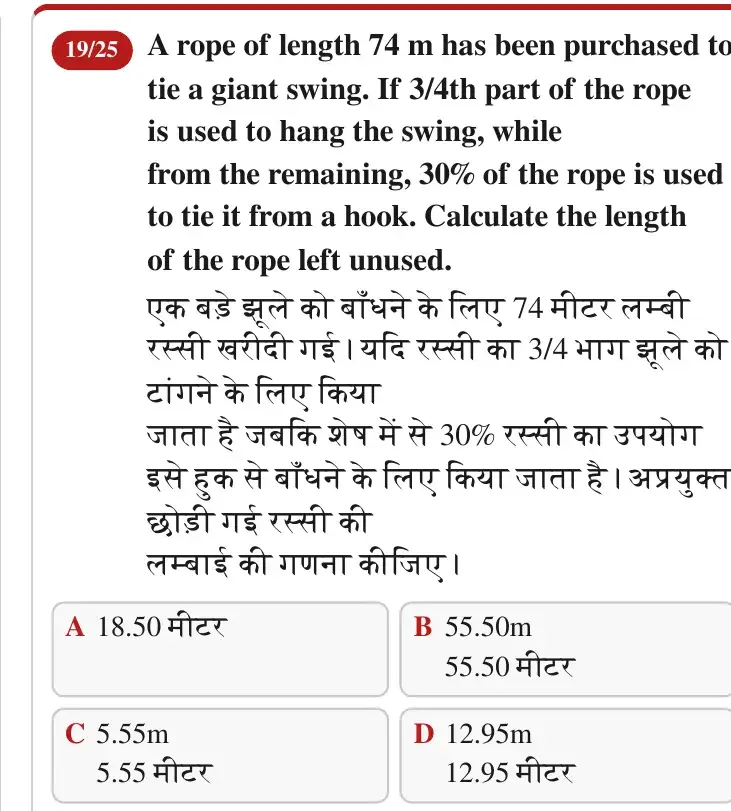 19/25 A rope of length 74 m has been purchased to
tie a giant swing. If 3/4th part of the rope
is used to hang the swing, while
from the remaining, 30% of the rope is used
to tie it from a hook. Calculate the length
of the rope left unused.
एक बड़े झूले को बाँधने के लिए 74 मीटर लम्बी
रस्सी खरीदी गई। यदि रस्सी का 3/4 भाग झूले को
टांगने के लिए किया
जाता है जबकि शेष में से 30% रस्सी का उपयोग
इसे हुक से बाँधने के लिए किया जाता है। अप्रयुक्त
छोड़ी गई रस्सी की
लम्बाई की गणना कीजिए।
A 18.50 मीटर
B 55.50m
55.50 मीटर
C 5.55m
5.55 मीटर
D 12.95m
12.95 मीटर